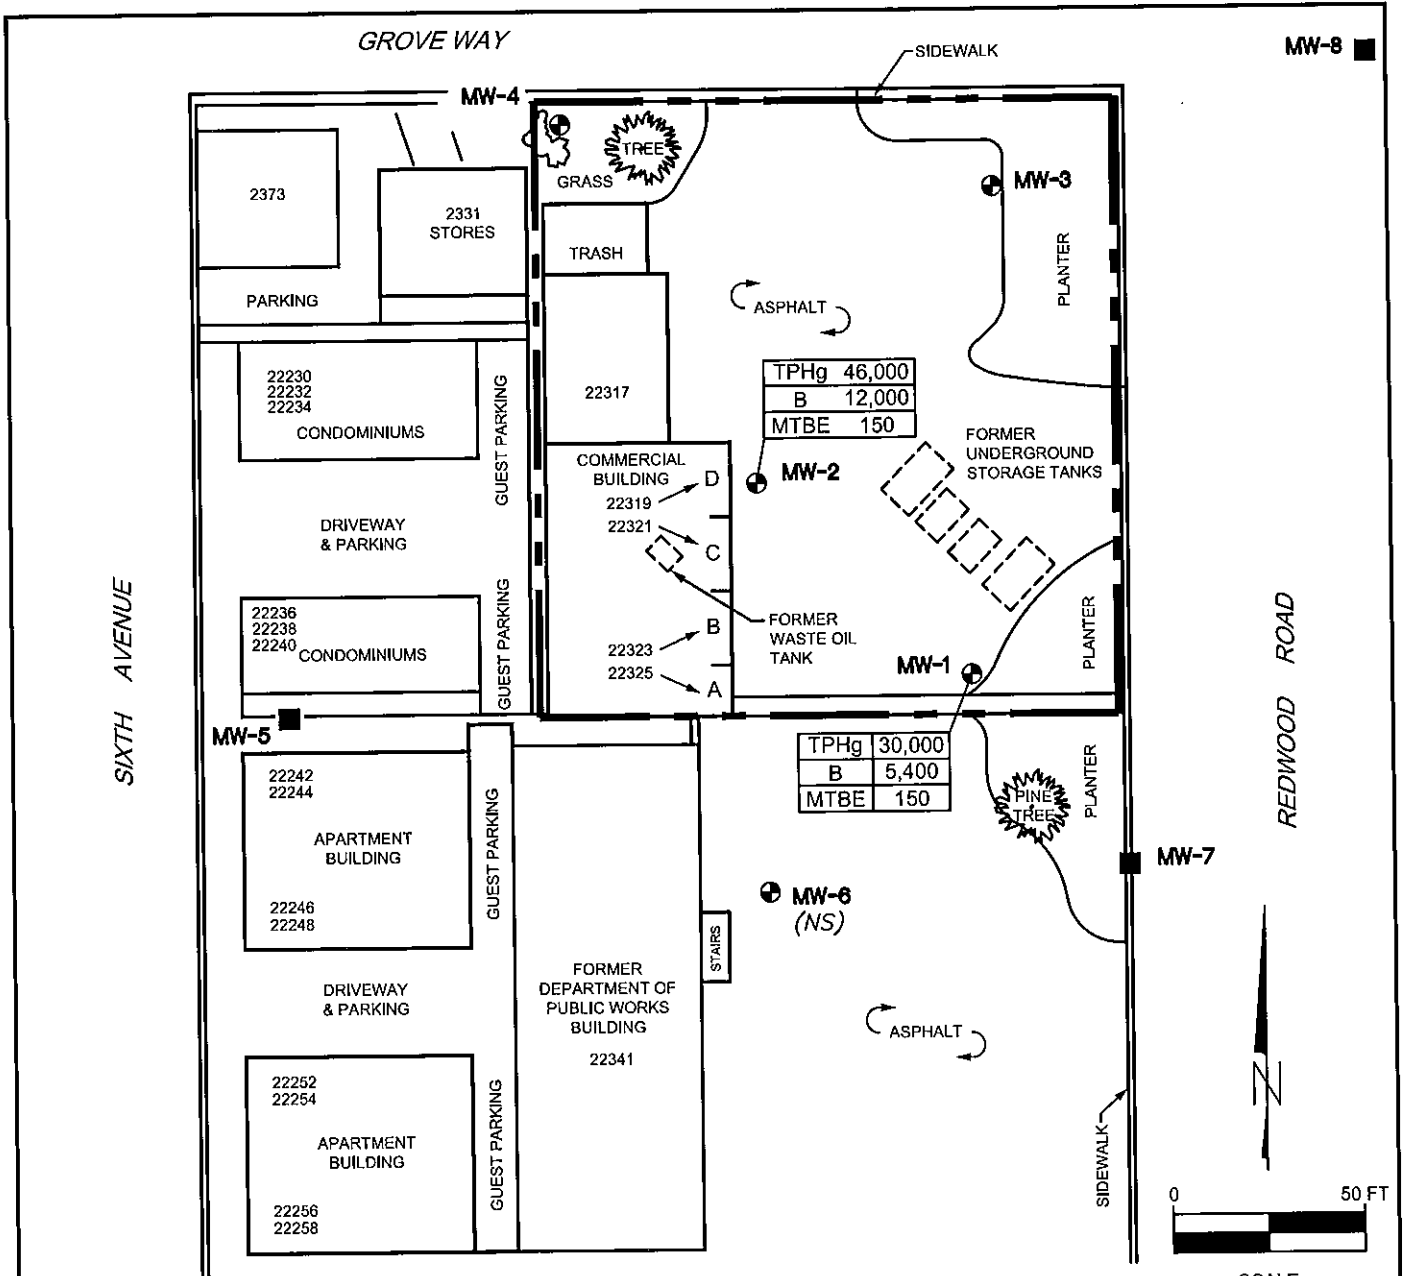 GROVE WAY
SIDEWALK
MW-8
MW-4
TREE
GRASS
MW-3
2373
2331
STORES
TRASH
PLANTER
PARKING
ASPHALT
22230
22232
22234
CONDOMINIUMS
GUEST PARKING
22317
TPHg 46,000
B 12,000
MTBE 150
FORMER
UNDERGROUND
STORAGE TANKS
COMMERCIAL
BUILDING
D
22319
22321
C
MW-2
DRIVEWAY
& PARKING
SIXTH AVENUE
REDWOOD ROAD
22236
22238
22240
CONDOMINIUMS
GUEST PARKING
B
22323
22325
A
FORMER
WASTE OIL
TANK
PLANTER
MW-1
MW-5
TPHg 30,000
B 5,400
MTBE 150
PINE
TREE
PLANTER
22242
22244
APARTMENT
BUILDING
22246
22248
GUEST PARKING
MW-7
MW-6
(NS)
STAIRS
FORMER
DEPARTMENT OF
PUBLIC WORKS
BUILDING
22341
DRIVEWAY
& PARKING
ASPHALT
22252
22254
APARTMENT
BUILDING
22256
22258
GUEST PARKING
SIDEWALK
N
0 50 FT